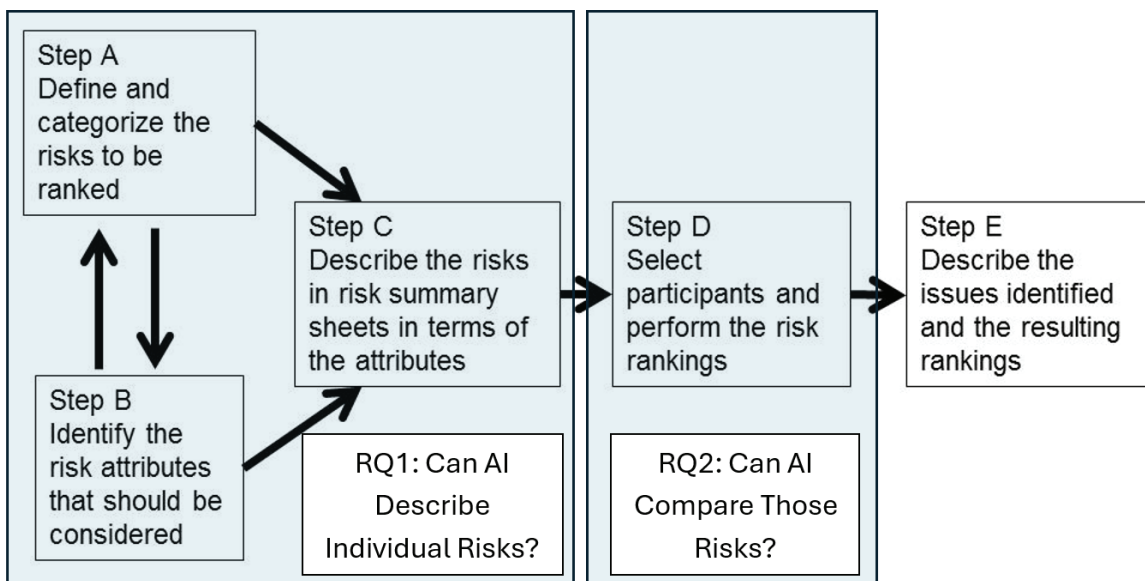 Step A
Define and
categorize the
risks to be
ranked
Step B
Identify the
risk attributes
that should be
considered
Step C
Describe the risks
in risk summary
sheets in terms of
the attributes
RQ1: Can AI
Describe
Individual Risks?
Step D
Select
participants and
perform the risk
rankings
RQ2: Can AI
Compare Those
Risks?
Step E
Describe the
issues identified
and the resulting
rankings